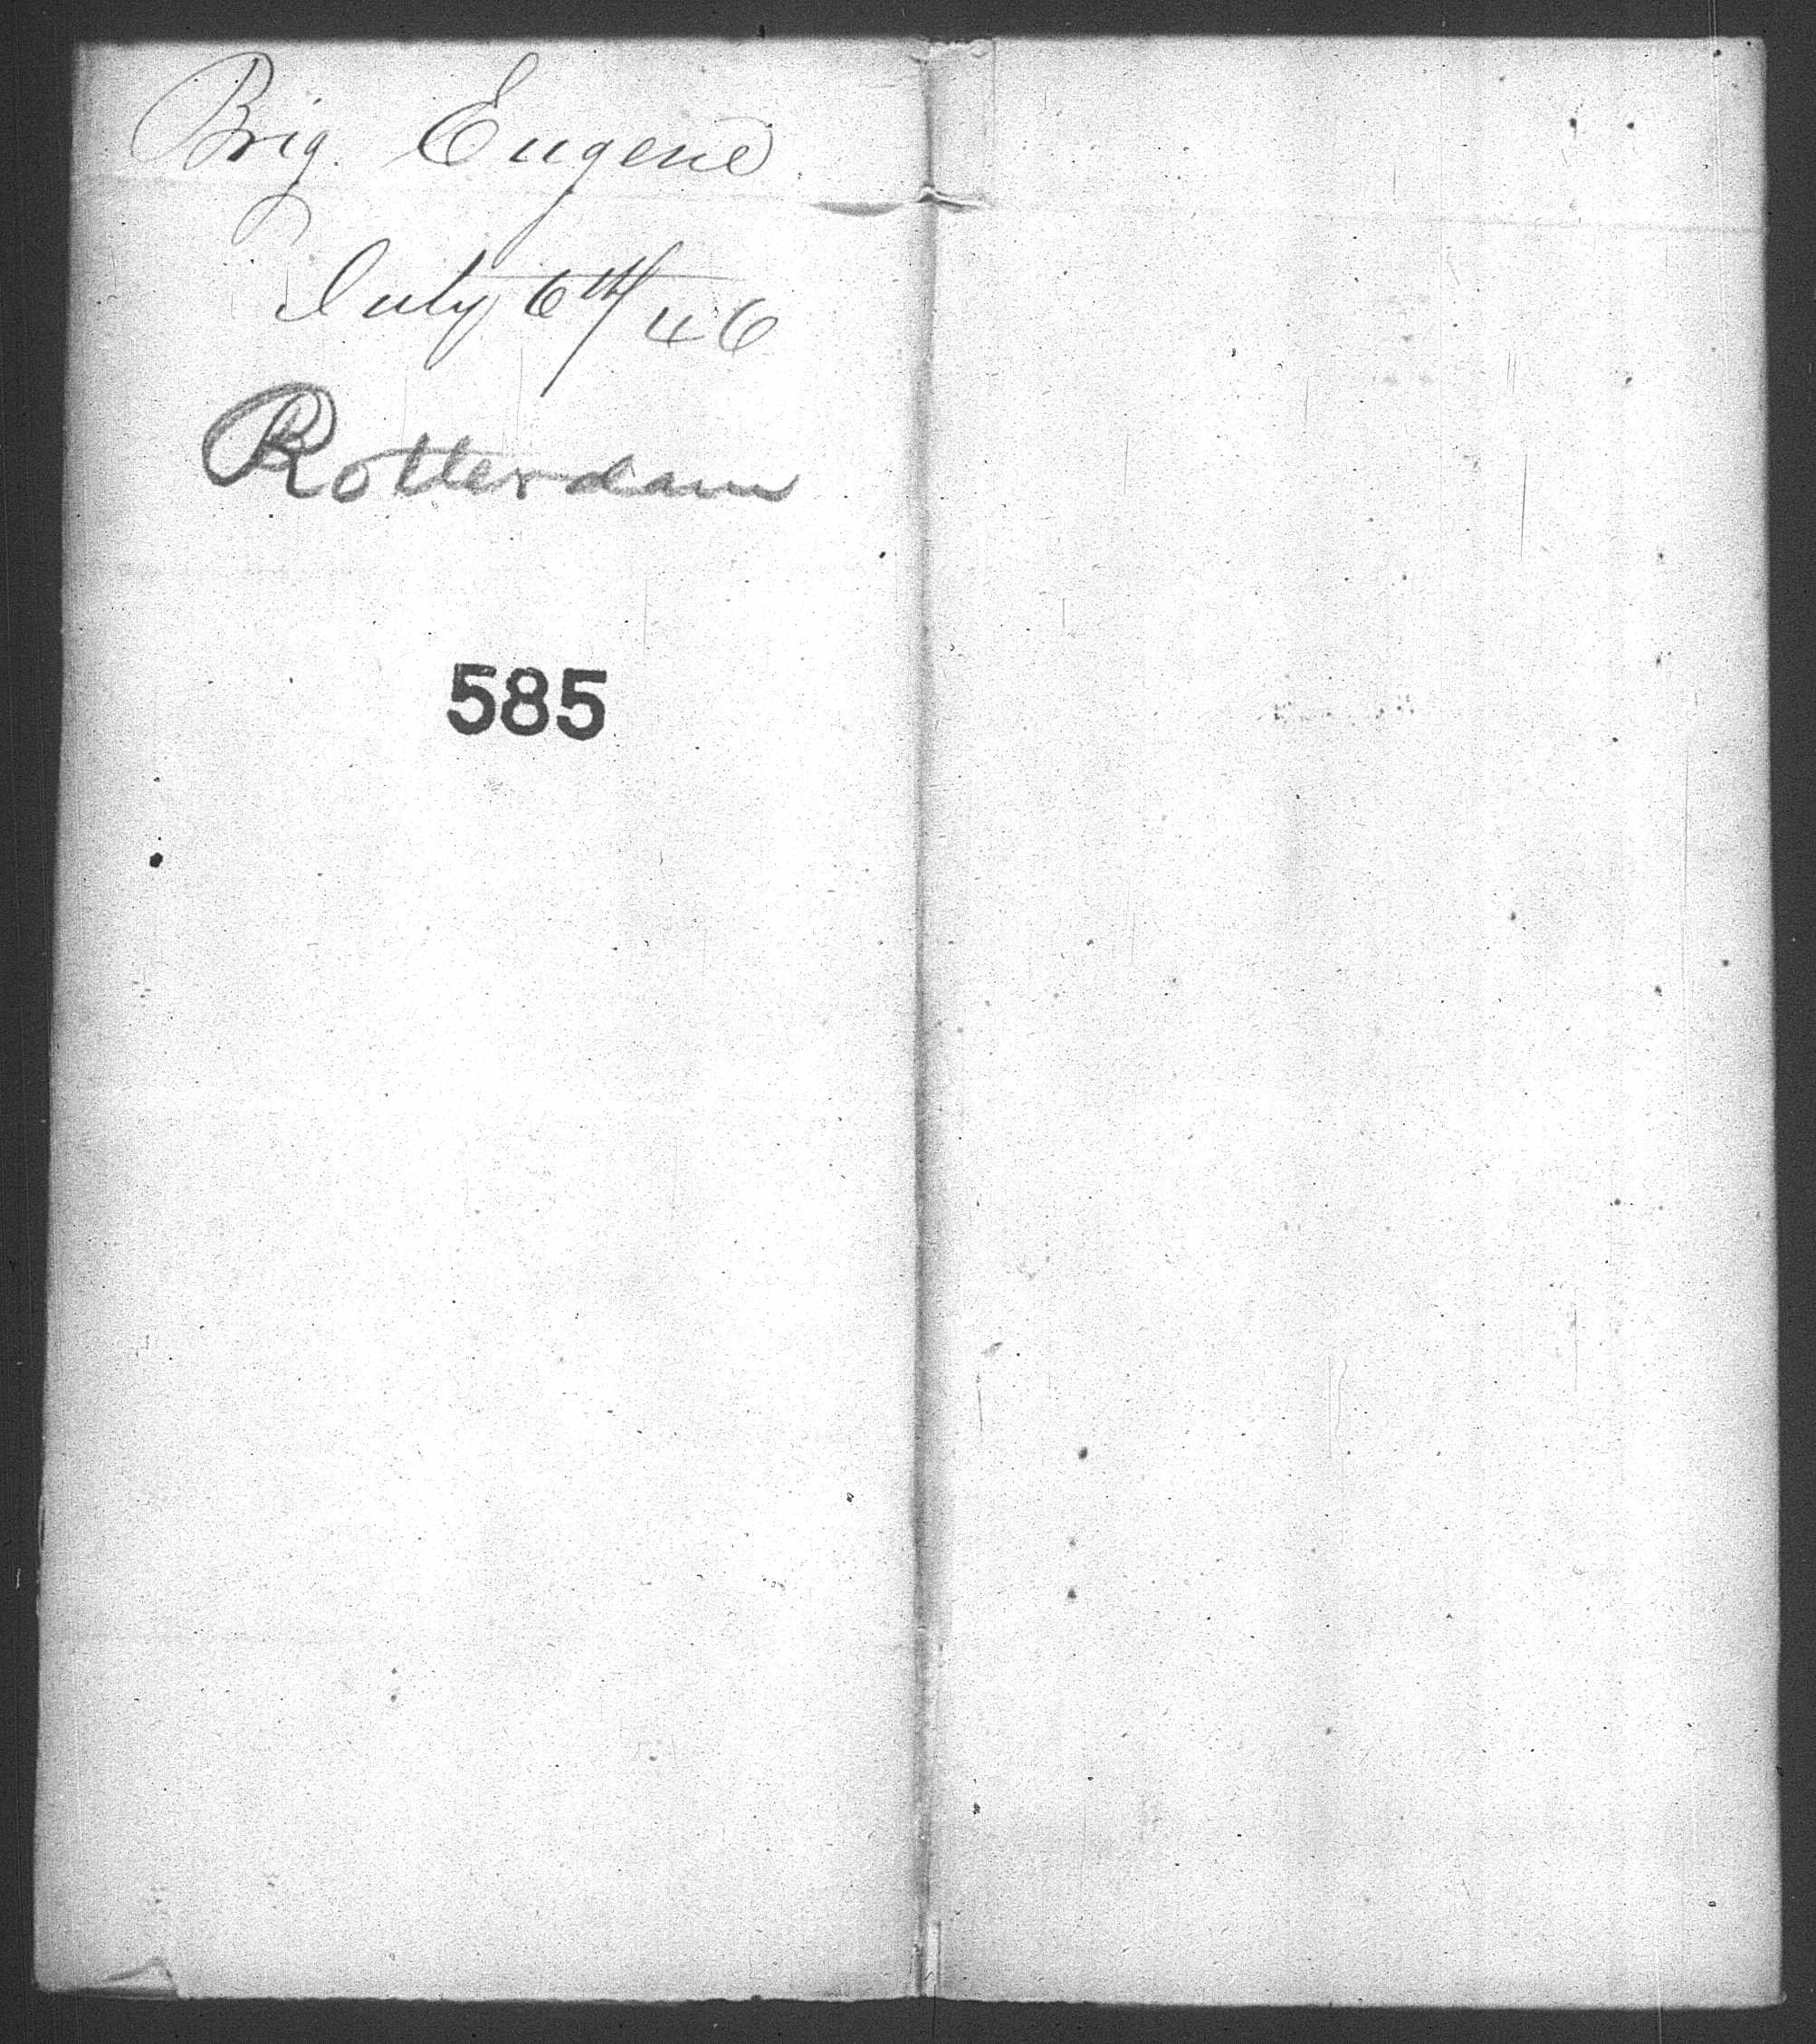 Brig. Eugene
July 6th/46
Rotterdam
585